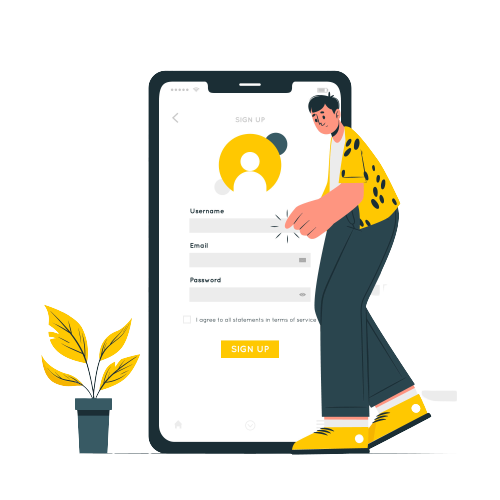 SIGN UP
Username
Email
Password
I agree to all statements in terms of service
SIGN UP